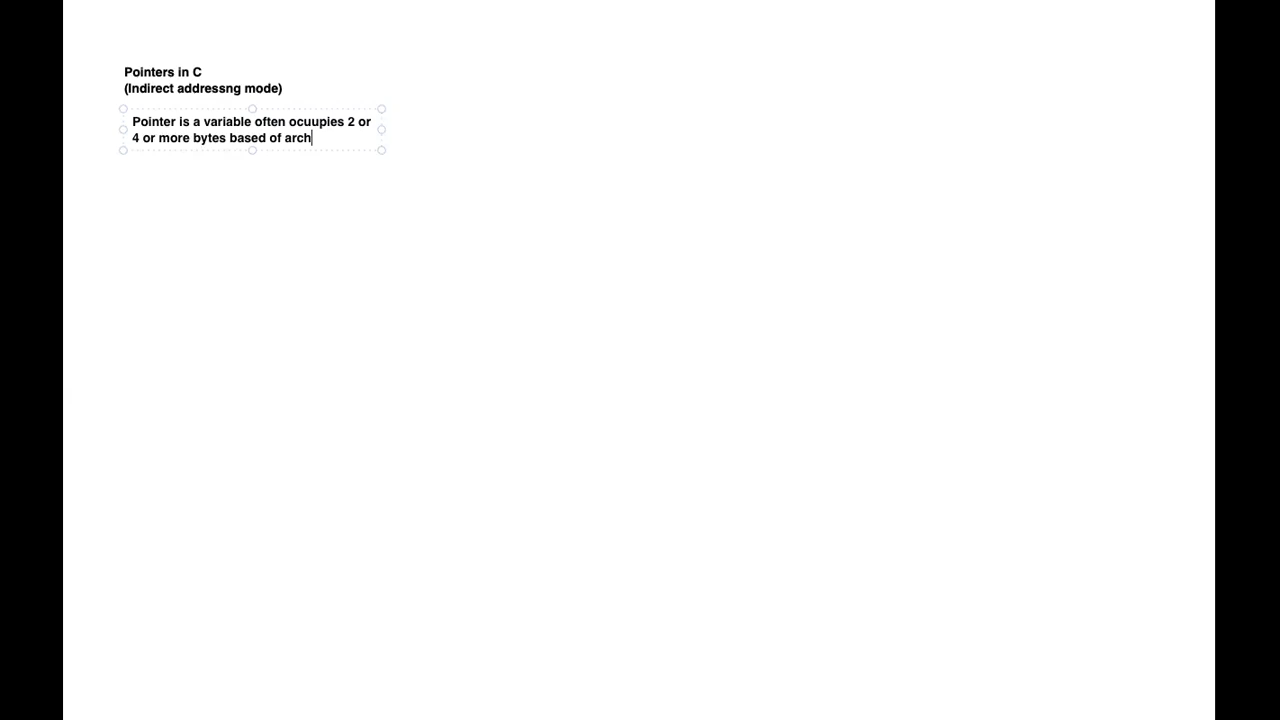 Pointers in C
(Indirect addressng mode)
Pointer is a variable often ocuupies 2 or
4 or more bytes based of arch